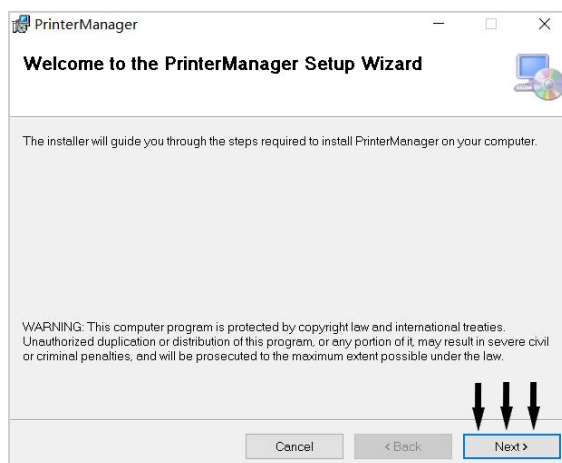 PrinterManager
Welcome to the PrinterManager Setup Wizard
The installer will guide you through the steps required to install PrinterManager on your computer.
WARNING: This computer program is protected by copyright law and international treaties.
Unauthorized duplication or distribution of this program, or any portion of it, may result in severe civil
or criminal penalties, and will be prosecuted to the maximum extent possible under the law.
Cancel
< Back
Next >